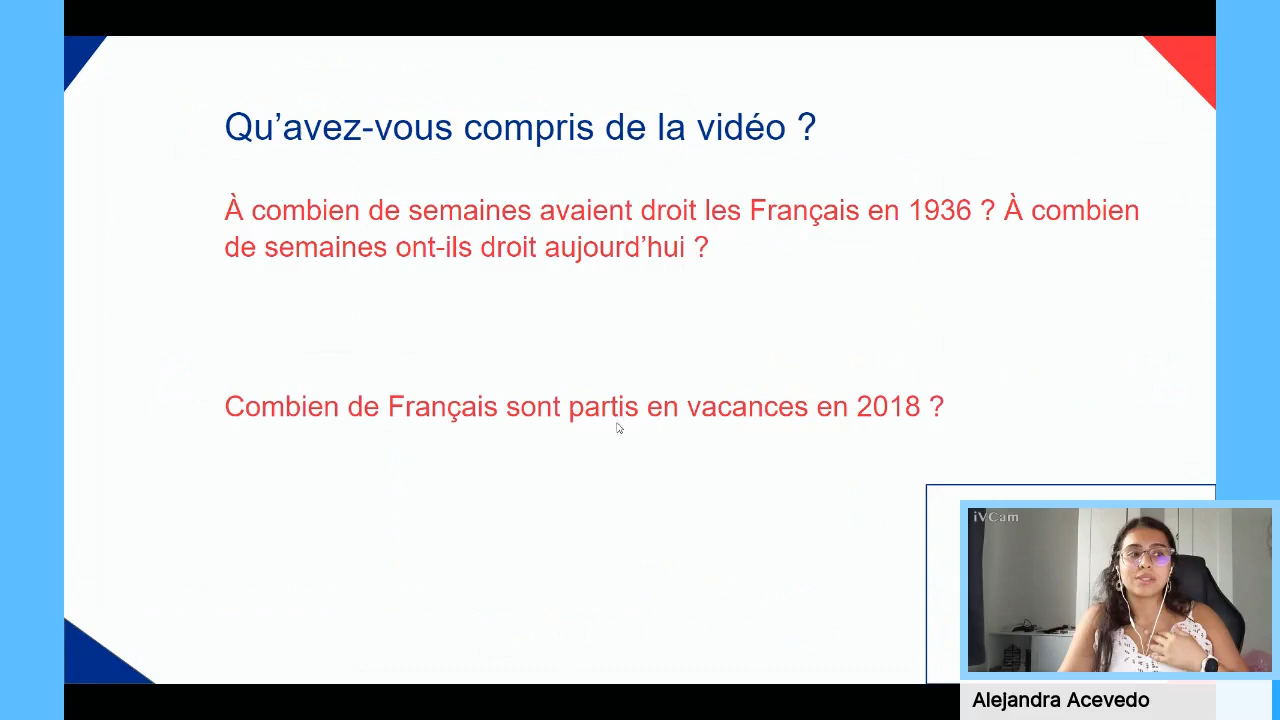 Qu’avez-vous compris de la vidéo ?
À combien de semaines avaient droit les Français en 1936 ? À combien
de semaines ont-ils droit aujourd’hui ?
Combien de Français sont partis en vacances en 2018 ?
iVCam
Alejandra Acevedo